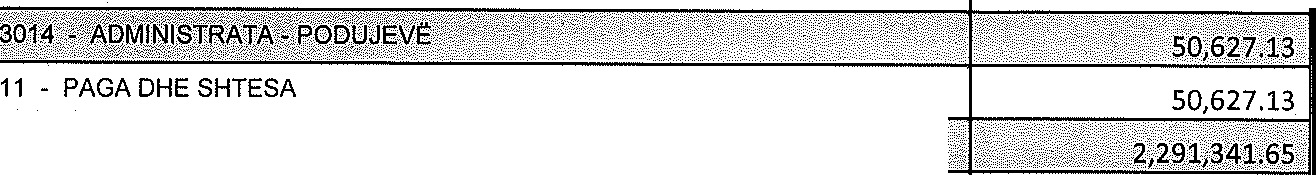 3014 - ADMINISTRATA - PODUJEVË 50,627.13
11 - PAGA DHE SHTESA 50,627.13
2,291,341.65